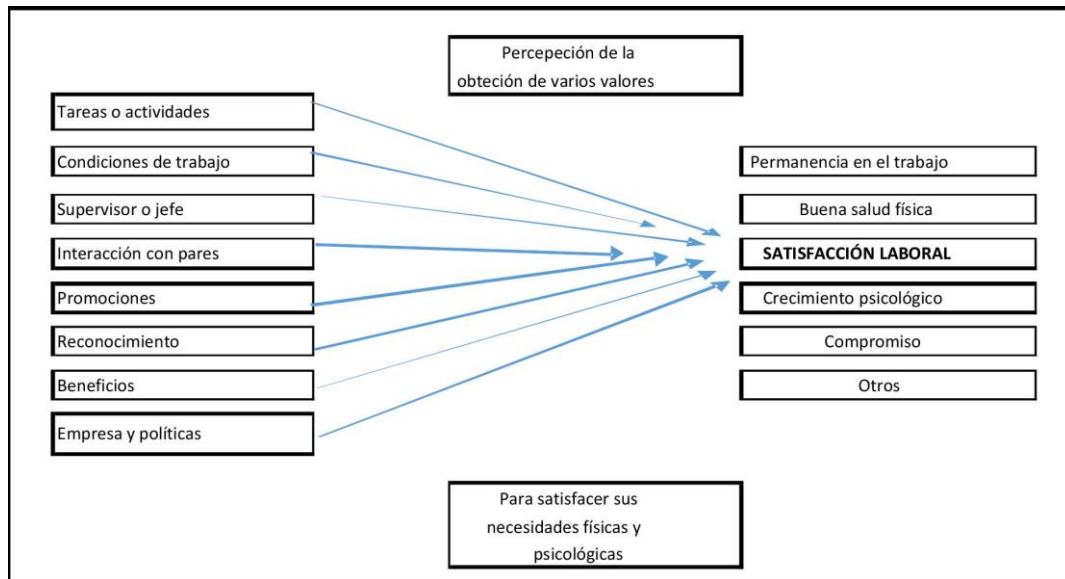 Percepeción de la
obteción de varios valores
Tareas o actividades
Condiciones de trabajo
Supervisor o jefe
Interacción con pares
Promociones
Reconocimiento
Beneficios
Empresa y políticas
Permanencia en el trabajo
Buena salud física
SATISFACCIÓN LABORAL
Crecimiento psicológico
Compromiso
Otros
Para satisfacer sus
necesidades físicas y
psicológicas